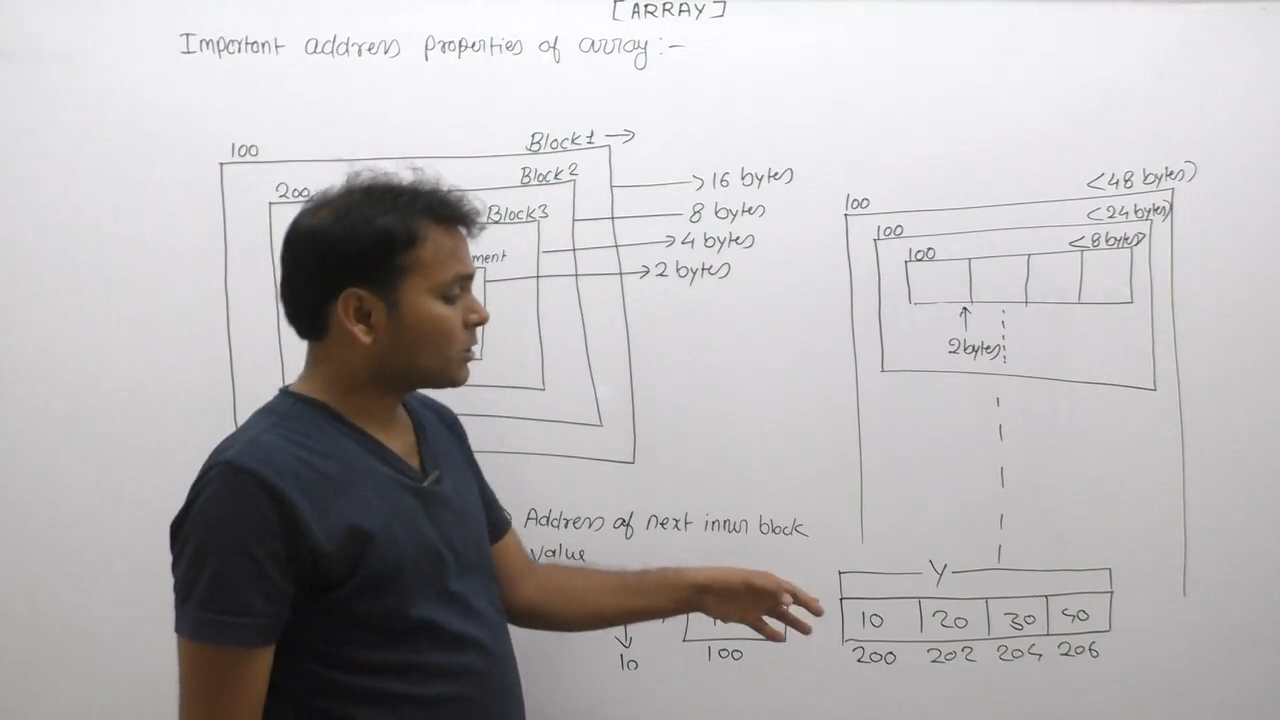 [ARRAY]
Important address properties of array :-
100
Block1
200
Block2
Block3
16 bytes
8 bytes
4 bytes
2 bytes
Address of next inner block
value
10
100
<48 bytes>
100
<24 bytes>
100
<8 bytes>
100
2 bytes
Y
10 20 30 40
200 202 204 206